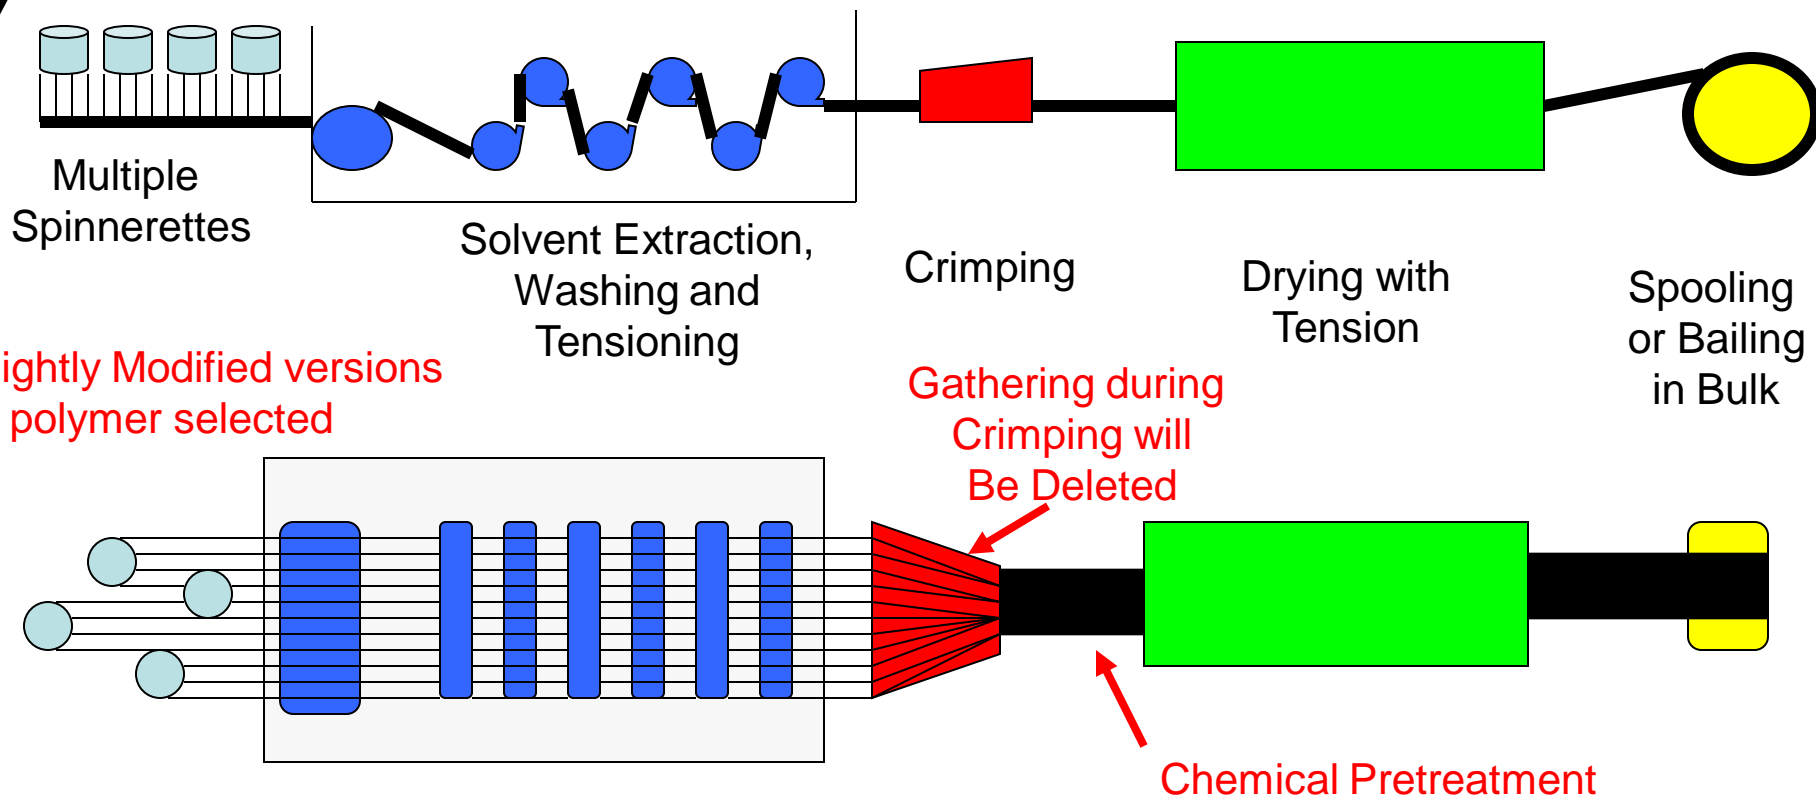 Multiple
Spinnerettes
Solvent Extraction,
Washing and
Tensioning
Crimping
Drying with
Tension
Spooling
or Bailing
in Bulk
ightly Modified versions
polymer selected
Gathering during
Crimping will
Be Deleted
Chemical Pretreatment